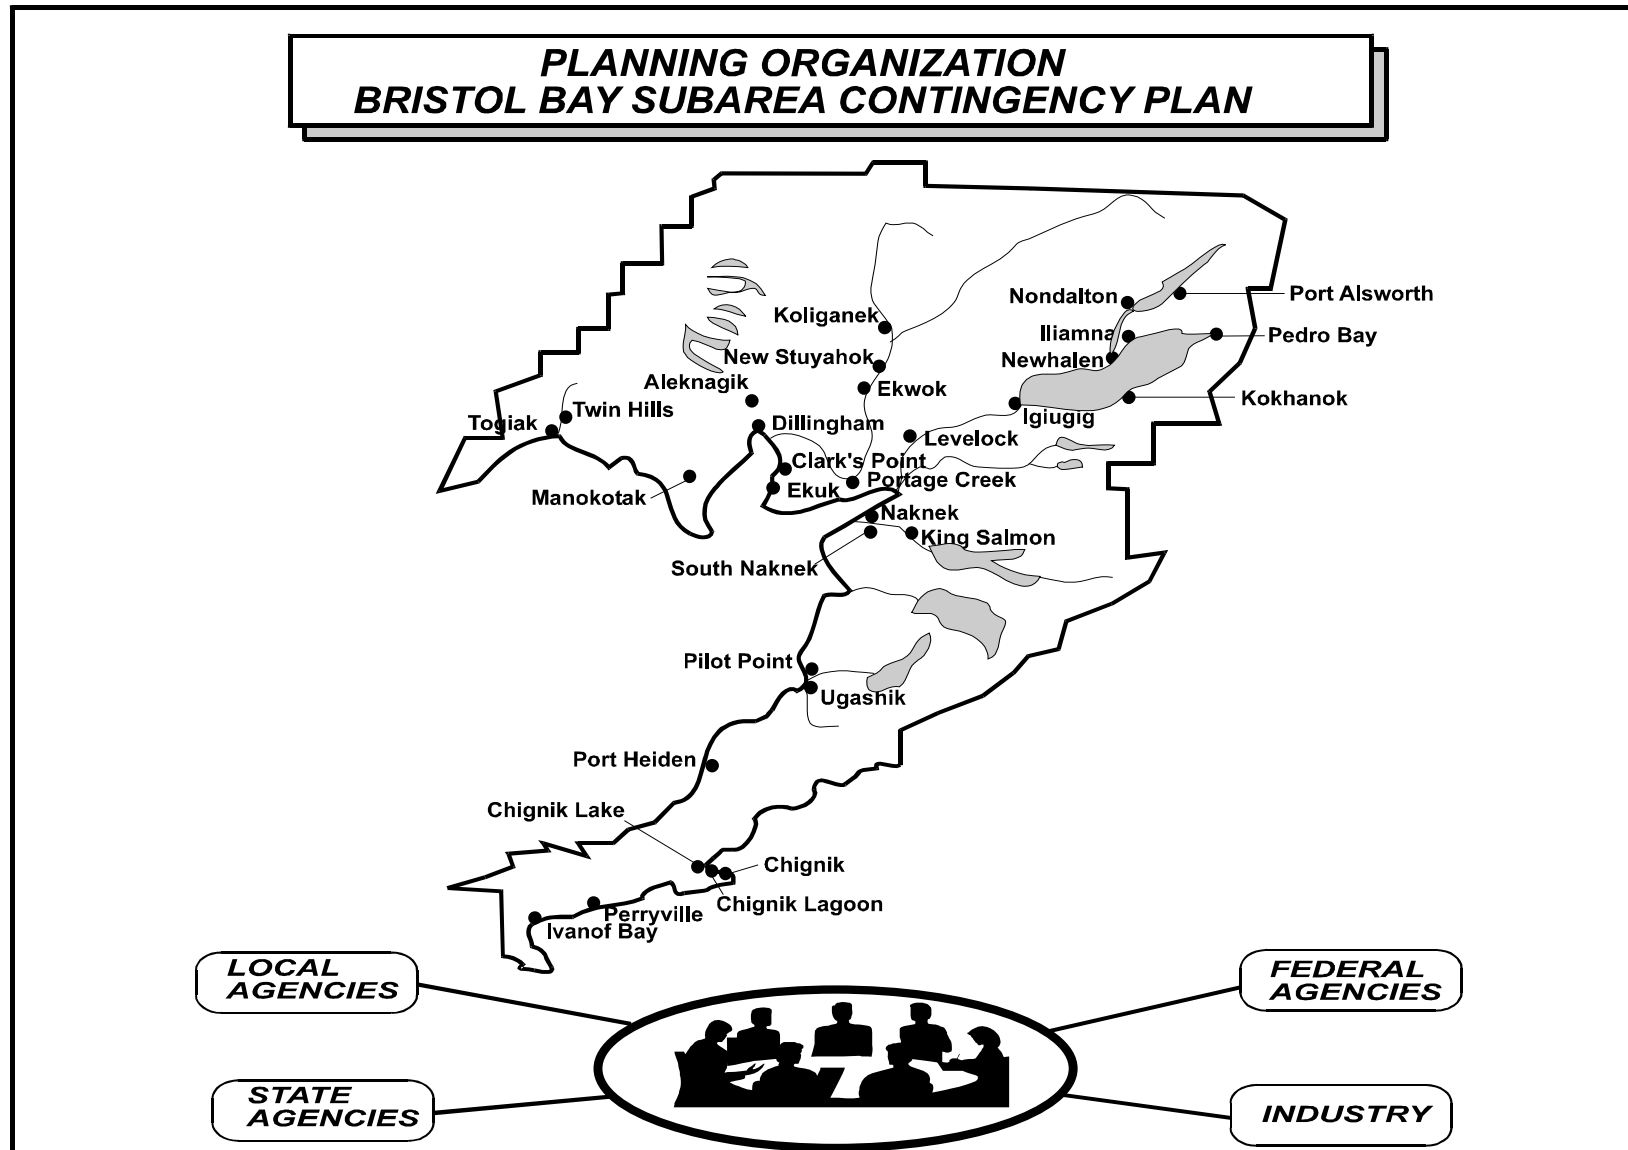 PLANNING ORGANIZATION
BRISTOL BAY SUBAREA CONTINGENCY PLAN
Nondalton
Port Alsworth
Koliganek
Iliamna
Pedro Bay
New Stuyahok
Newhalen
Aleknagik
Ekwok
Kokhanok
Twin Hills
Igiugig
Togiak
Dillingham
Levelock
Clark's Point
Portage Creek
Manokotak
Ekuk
Naknek
King Salmon
South Naknek
Pilot Point
Ugashik
Port Heiden
Chignik Lake
Chignik
Chignik Lagoon
Perryville
Ivanof Bay
LOCAL
AGENCIES
FEDERAL
AGENCIES
STATE
AGENCIES
INDUSTRY